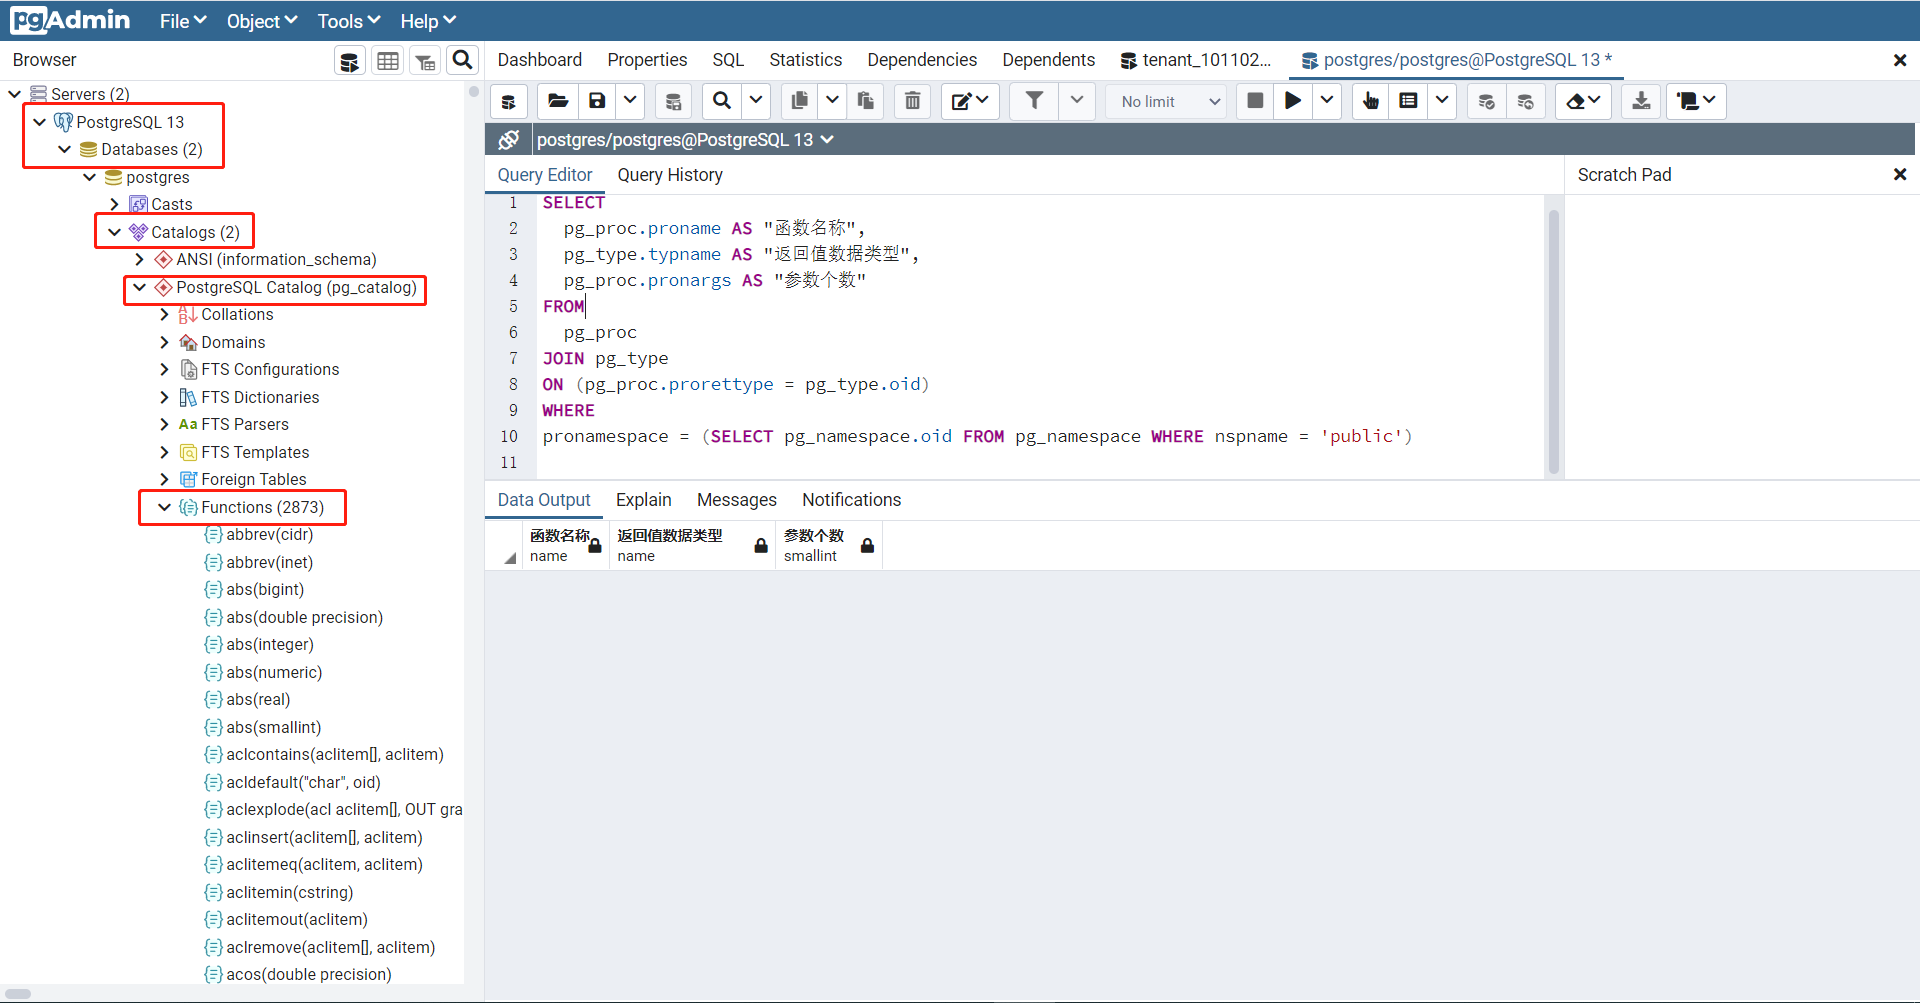 pgAdmin File Object Tools Help
Browser
Dashboard Properties SQL Statistics Dependencies Dependents tenant_101102... postgres/postgres@PostgreSQL 13 *
No limit
postgres/postgres@PostgreSQL 13
Query Editor Query History
Scratch Pad
Servers (2)
PostgreSQL 13
Databases (2)
postgres
Casts
Catalogs (2)
ANSI (information_schema)
PostgreSQL Catalog (pg_catalog)
Collations
Domains
FTS Configurations
FTS Dictionaries
Aa FTS Parsers
FTS Templates
Foreign Tables
Functions (2873)
abbrev(cidr)
abbrev(inet)
abs(bigint)
abs(double precision)
abs(integer)
abs(numeric)
abs(real)
abs(smallint)
aclcontains(aclitem[], aclitem)
acldefault("char", oid)
aclexplode(acl aclitem[], OUT gra
aclinsert(aclitem[], aclitem)
aclitemeq(aclitem, aclitem)
aclitemin(cstring)
aclitemout(aclitem)
aclremove(aclitem[], aclitem)
acos(double precision)
1 SELECT
2 pg_proc.proname AS "函数名称",
3 pg_type.typname AS "返回值数据类型",
4 pg_proc.pronargs AS "参数个数"
5 FROM
6 pg_proc
7 JOIN pg_type
8 ON (pg_proc.prorettype = pg_type.oid)
9 WHERE
10 pronamespace = (SELECT pg_namespace.oid FROM pg_namespace WHERE nspname = 'public')
11
Data Output Explain Messages Notifications
函数名称 返回值数据类型 参数个数
name name smallint